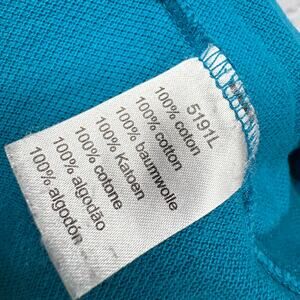 5191L
100% coton
100% cotton
100% baumwolle
100% Katoen
100% cotone
100% algodão
100% algodón